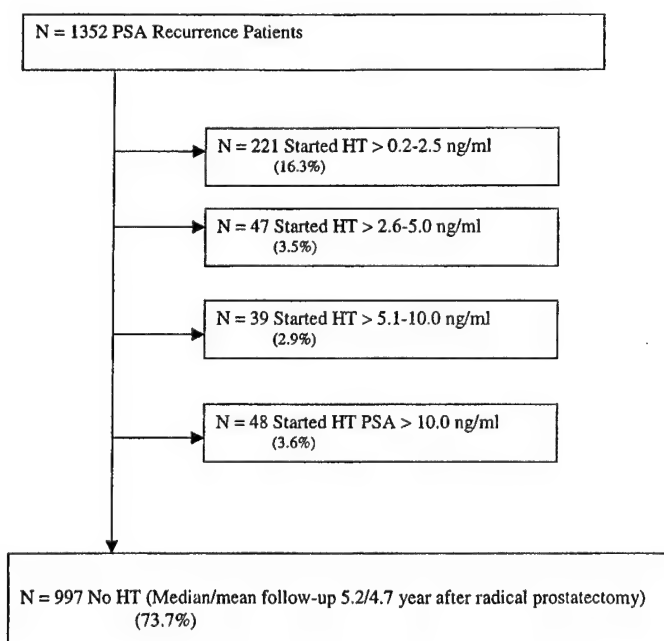 N = 1352 PSA Recurrence Patients
N = 221 Started HT > 0.2-2.5 ng/ml
(16.3%)
N = 47 Started HT > 2.6-5.0 ng/ml
(3.5%)
N = 39 Started HT > 5.1-10.0 ng/ml
(2.9%)
N = 48 Started HT PSA > 10.0 ng/ml
(3.6%)
N = 997 No HT (Median/mean follow-up 5.2/4.7 year after radical prostatectomy)
(73.7%)